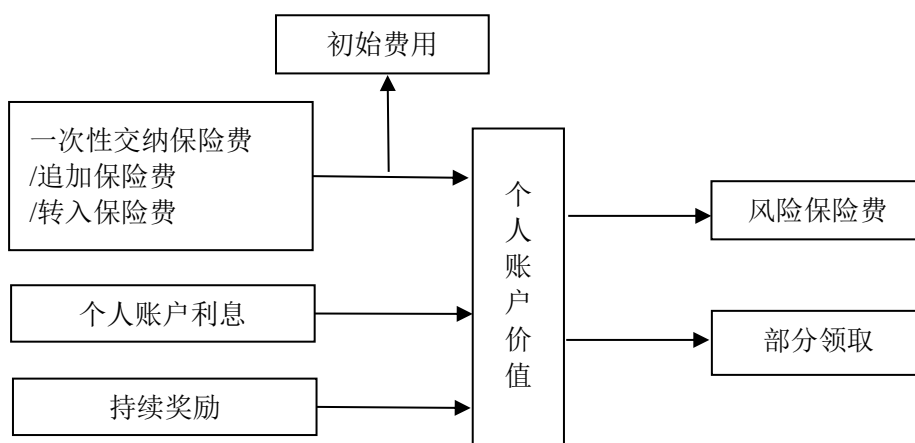 初始费用
一次性交纳保险费
/追加保险费
/转入保险费
个人账户价值
风险保险费
个人账户利息
部分领取
持续奖励